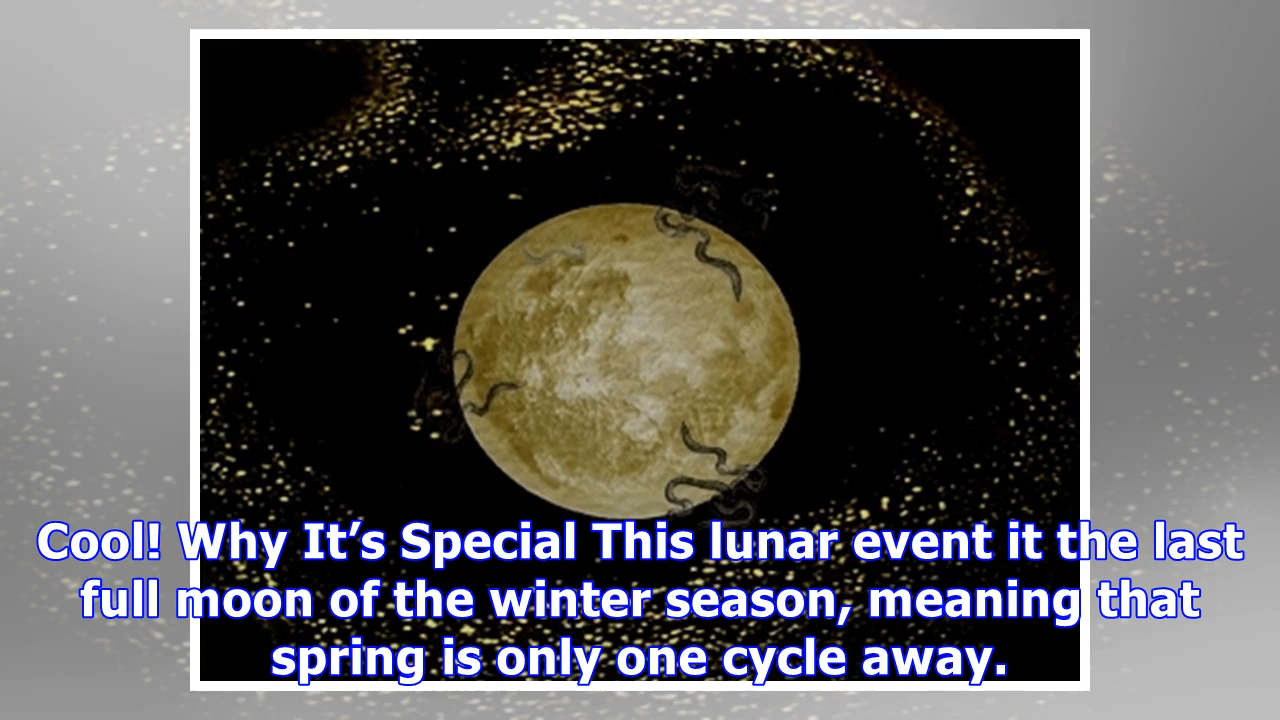 Cool! Why It’s Special This lunar event it the last
full moon of the winter season, meaning that
spring is only one cycle away.